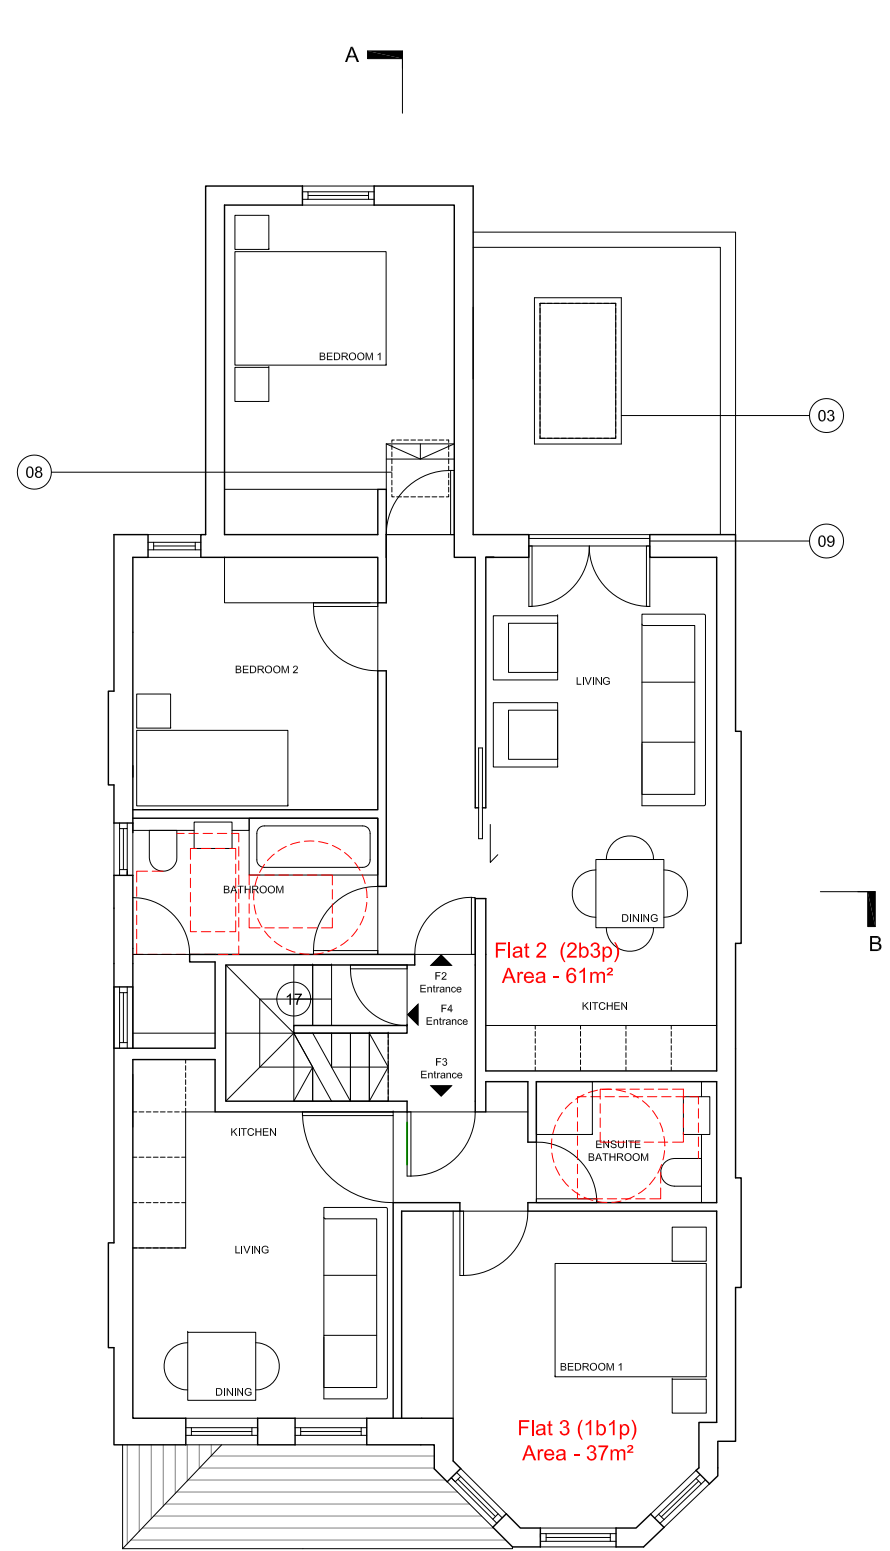 A
BEDROOM 1
03
08
09
BEDROOM 2
LIVING
BATHROOM
DINING
B
Flat 2 (2b3p)
Area - 61m²
F2
Entrance
17
F4
Entrance
KITCHEN
F3
Entrance
KITCHEN
ENSUITE
BATHROOM
LIVING
BEDROOM 1
DINING
Flat 3 (1b1p)
Area - 37m²